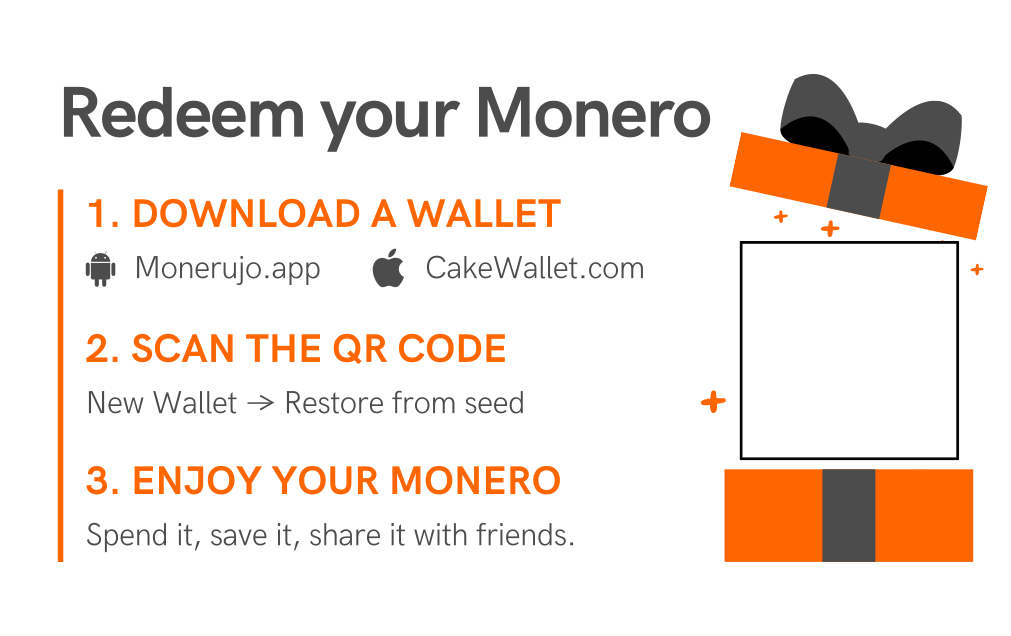 Redeem your Monero
1. DOWNLOAD A WALLET
Monerujo.app CakeWallet.com
2. SCAN THE QR CODE
New Wallet → Restore from seed
3. ENJOY YOUR MONERO
Spend it, save it, share it with friends.